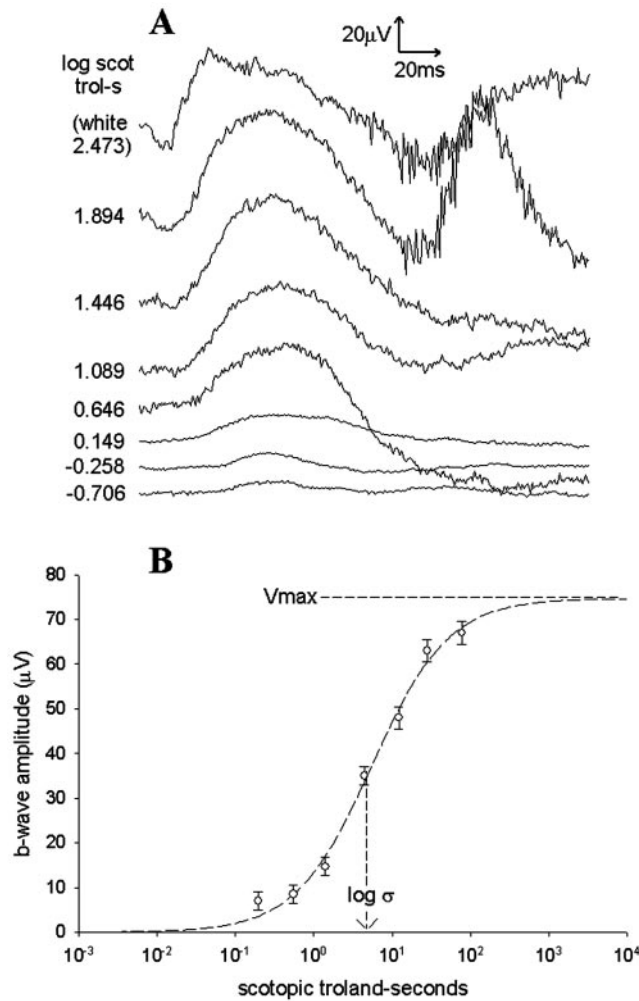 A
20μV
20ms
log scot
trol-s
(white
2.473)
1.894
1.446
1.089
0.646
0.149
-0.258
-0.706
B
80
70
60
50
40
30
20
10
0
b-wave amplitude (μV)
Vmax
log σ
10⁻³ 10⁻² 10⁻¹ 10⁰ 10¹ 10² 10³ 10⁴
scotopic troland-seconds